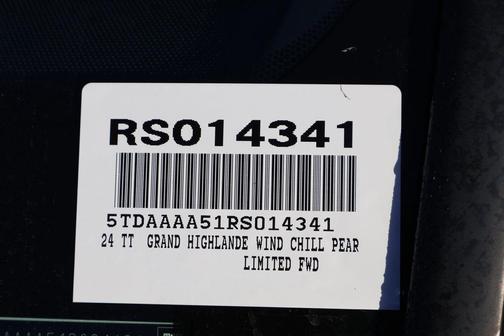 RS014341
5TDAAAA51RS014341
24 TT GRAND HIGHLANDE WIND CHILL PEAR
LIMITED FWD